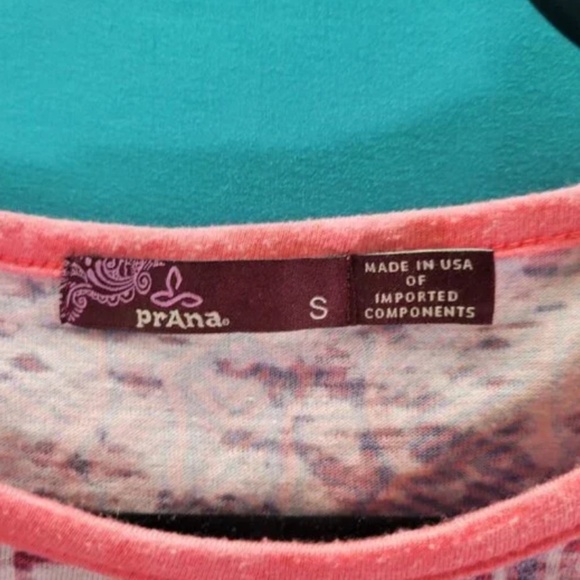 prAna
S
MADE IN USA
OF
IMPORTED
COMPONENTS